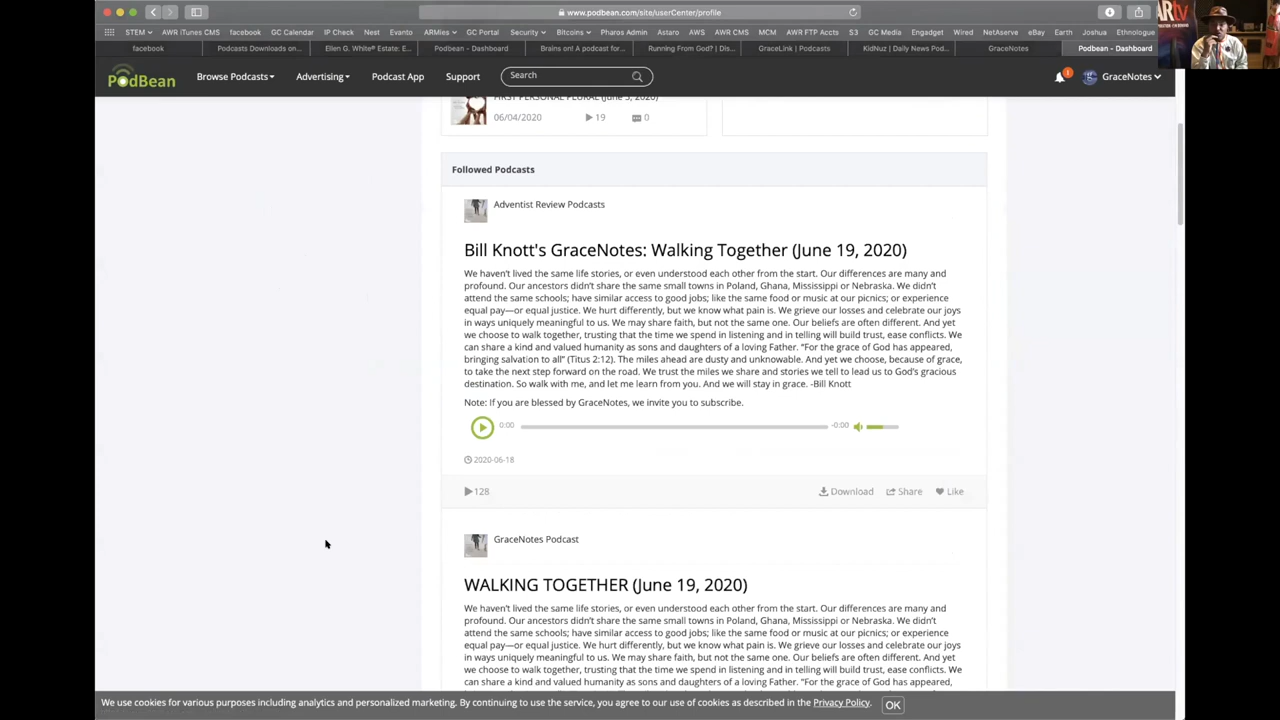 www.podbean.com/site/userCenter/profile
STEM AWR iTunes CMS facebook GC Calendar IP Check Nest Evanto ARMies GC Portal Security Bitcoins Pharos Admin Astaro AWS AWR CMS MCM AWR FTP Accts S3 GC Media Engadget Wired NetAserve eBay Earth Joshua Ethnologue
facebook Podcasts Downloads on... Ellen G. White® Estate: E... Podbean - Dashboard Brains on! A podcast for... Running From God? | Dis... GraceLink | Podcasts KidNuz | Daily News Pod... GraceNotes Podbean - Dashboard
PodBean Browse Podcasts Advertising Podcast App Support Search 1 GraceNotes
FIRST PERSONAL PLURAL (June 5, 2020)
06/04/2020 19 0
Followed Podcasts
Adventist Review Podcasts
Bill Knott's GraceNotes: Walking Together (June 19, 2020)
We haven't lived the same life stories, or even understood each other from the start. Our differences are many and
profound. Our ancestors didn't share the same small towns in Poland, Ghana, Mississippi or Nebraska. We didn't
attend the same schools; have similar access to good jobs; like the same food or music at our picnics; or experience
equal pay—or equal justice. We hurt differently, but we know what pain is. We grieve our losses and celebrate our joys
in ways uniquely meaningful to us. We may share faith, but not the same one. Our beliefs are often different. And yet
we choose to walk together, trusting that the time we spend in listening and in telling will build trust, ease conflicts. We
can share a kind and valued humanity as sons and daughters of a loving Father. "For the grace of God has appeared,
bringing salvation to all" (Titus 2:12). The miles ahead are dusty and unknowable. And yet we choose, because of grace,
to take the next step forward on the road. We trust the miles we share and stories we tell to lead us to God's gracious
destination. So walk with me, and let me learn from you. And we will stay in grace. -Bill Knott
Note: If you are blessed by GraceNotes, we invite you to subscribe.
0:00 -0:00
2020-06-18
128 Download Share Like
GraceNotes Podcast
WALKING TOGETHER (June 19, 2020)
We haven't lived the same life stories, or even understood each other from the start. Our differences are many and
profound. Our ancestors didn't share the same small towns in Poland, Ghana, Mississippi or Nebraska. We didn't
attend the same schools; have similar access to good jobs; like the same food or music at our picnics; or experience
equal pay—or equal justice. We hurt differently, but we know what pain is. We grieve our losses and celebrate our joys
in ways uniquely meaningful to us. We may share faith, but not the same one. Our beliefs are often different. And yet
we choose to walk together, trusting that the time we spend in listening and in telling will build trust, ease conflicts. We
can share a kind and valued humanity as sons and daughters of a loving Father. "For the grace of God has appeared,
We use cookies for various purposes including analytics and personalized marketing. By continuing to use the service, you agree to our use of cookies as described in the Privacy Policy. OK